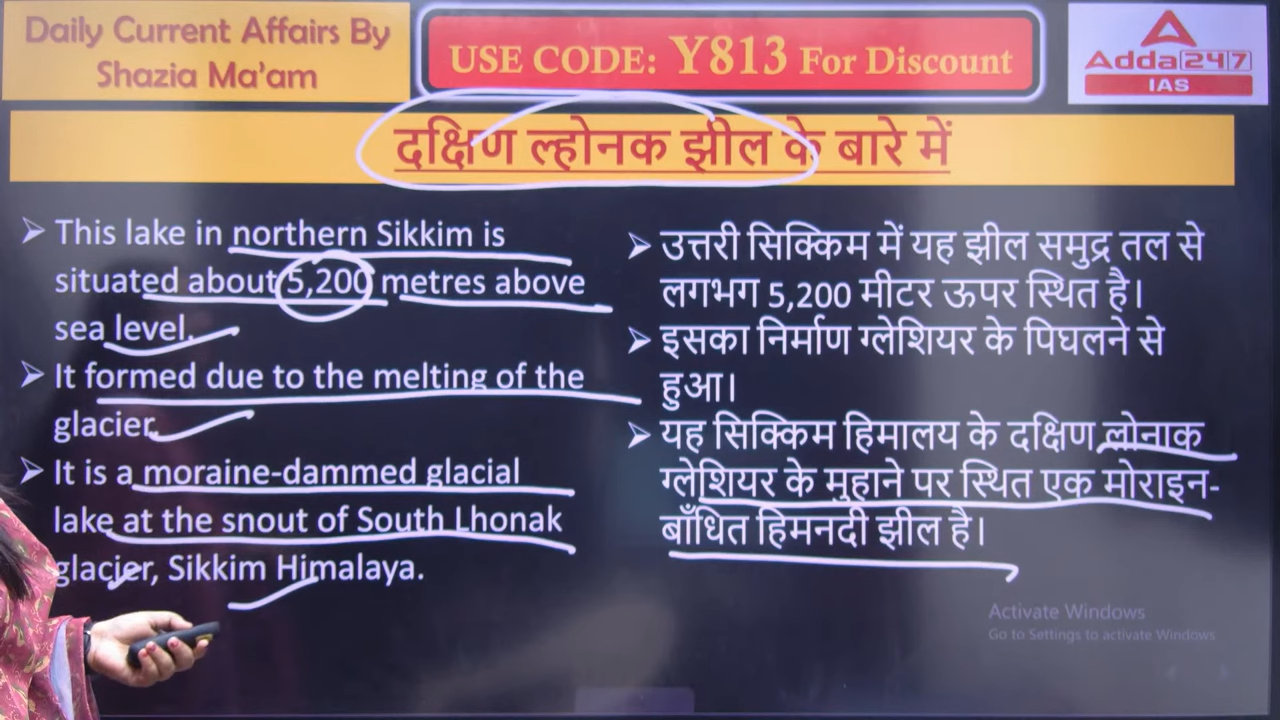 Daily Current Affairs By
Shazia Ma'am
USE CODE: Y813 For Discount
Adda 247
IAS
दक्षिण ल्होनक झील के बारे में
➢ This lake in northern Sikkim is
situated about 5,200 metres above
sea level.
➢ It formed due to the melting of the
glacier.
➢ It is a moraine-dammed glacial
lake at the snout of South Lhonak
glacier, Sikkim Himalaya.
➢ उत्तरी सिक्किम में यह झील समुद्र तल से
लगभग 5,200 मीटर ऊपर स्थित है।
➢ इसका निर्माण ग्लेशियर के पिघलने से
हुआ।
➢ यह सिक्किम हिमालय के दक्षिण लोनाक
ग्लेशियर के मुहाने पर स्थित एक मोराइन-
बाँधित हिमनदी झील है।
Activate Windows
Go to Settings to activate Windows